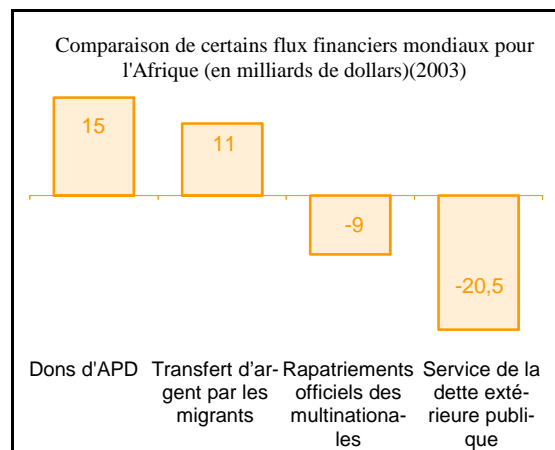 Comparaison de certains flux financiers mondiaux pour
l'Afrique (en milliards de dollars)(2003)
15
11
-9
-20,5
Dons d'APD
Transfert d'ar-
gent par les
migrants
Rapatriements
officiels des
multinationa-
les
Service de la
dette exté-
rieure publi-
que